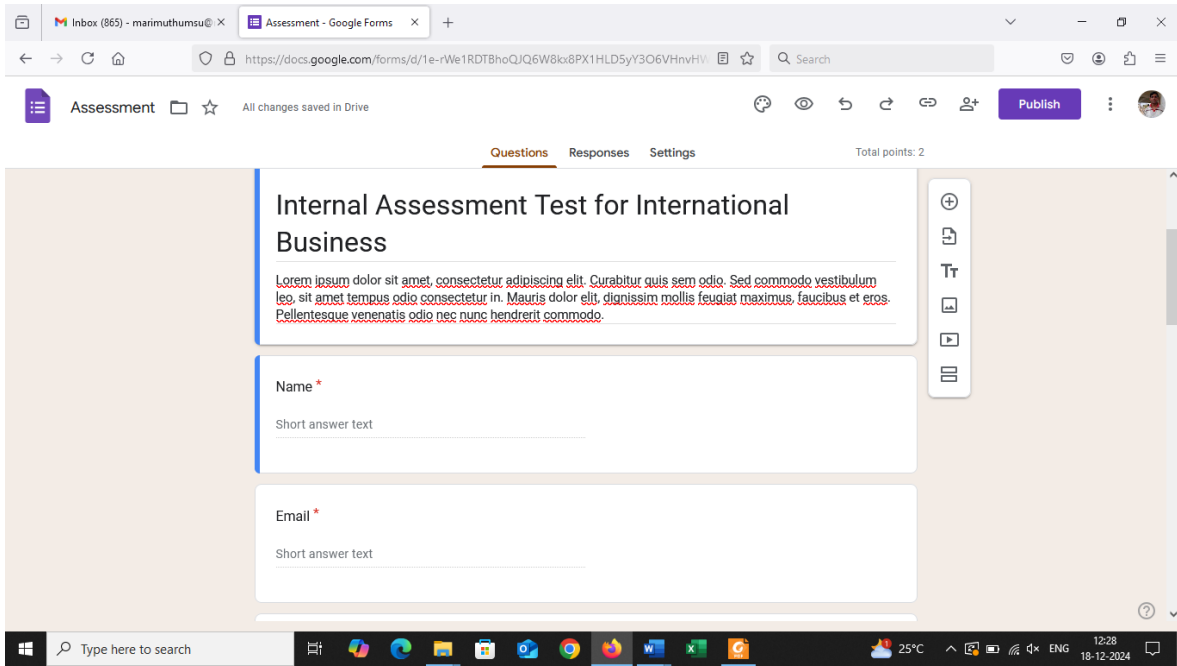 Inbox (865) - marimuthumsu@
Assessment - Google Forms
https://docs.google.com/forms/d/1e-rWe1RDTBhoQJQ6W8kx8PX1HLD5yY3O6VHnvHW
Search
Assessment
All changes saved in Drive
Publish
Questions Responses Settings
Total points: 2
Internal Assessment Test for International
Business
Lorem ipsum dolor sit amet, consectetur adipiscing elit. Curabitur quis sem odio. Sed commodo vestibulum
leo, sit amet tempus odio consectetur in. Mauris dolor elit, dignissim mollis feugiat maximus, faucibus et eros.
Pellentesque venenatis odio nec nunc hendrerit commodo.
Name *
Short answer text
Email *
Short answer text
Type here to search
25°C
ENG
12:28
18-12-2024